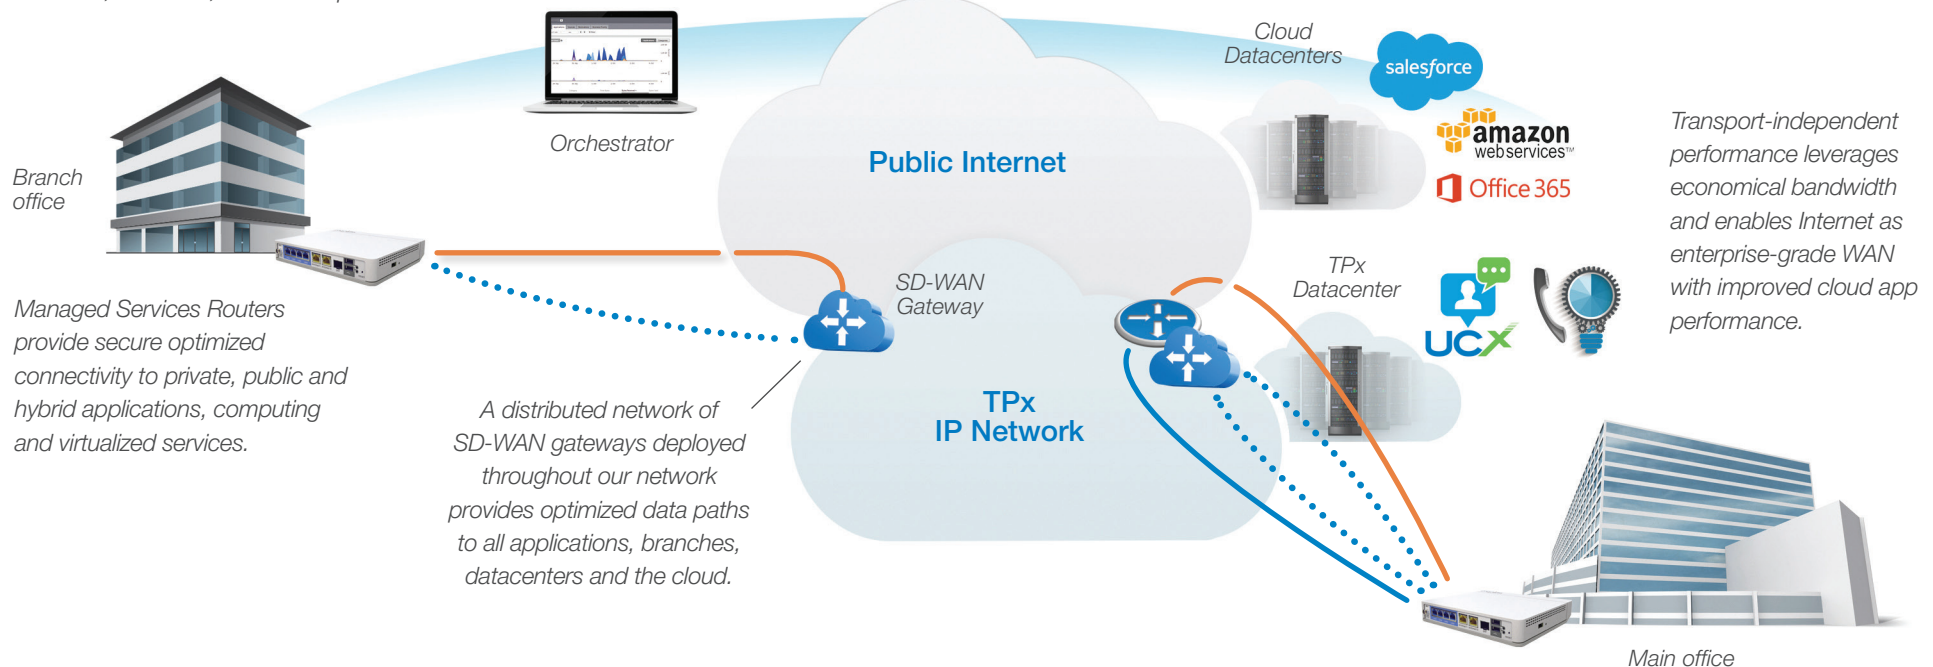 Orchestrator
Cloud
Datacenters
salesforce
amazon
webservices™
Office 365
Public Internet
Branch
office
Transport-independent
performance leverages
economical bandwidth
and enables Internet as
enterprise-grade WAN
with improved cloud app
performance.
SD-WAN
Gateway
TPx
Datacenter
UCX
Managed Services Routers
provide secure optimized
connectivity to private, public and
hybrid applications, computing
and virtualized services.
TPx
IP Network
A distributed network of
SD-WAN gateways deployed
throughout our network
provides optimized data paths
to all applications, branches,
datacenters and the cloud.
Main office